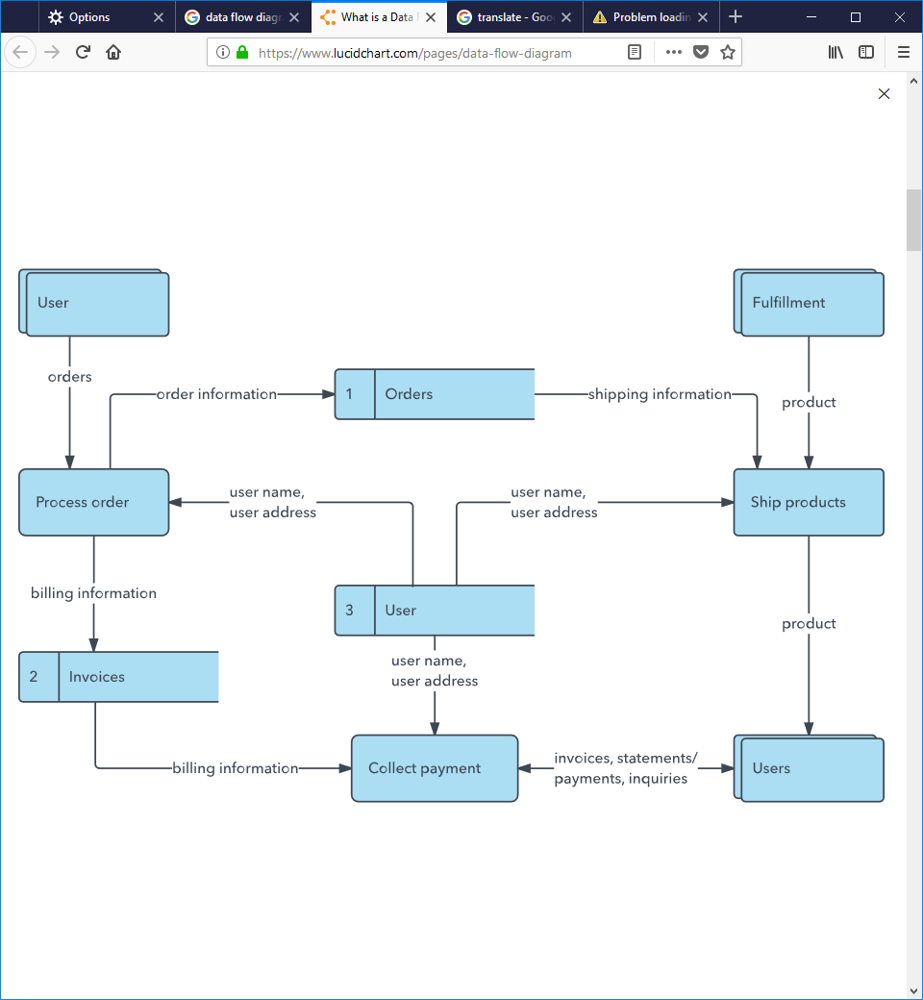 Options
data flow diagr
What is a Data F
translate - Goo
Problem loadin
https://www.lucidchart.com/pages/data-flow-diagram
User
Fulfillment
orders
product
order information
1
Orders
shipping information
Process order
user name,
user address
user name,
user address
Ship products
billing information
3
User
product
user name,
user address
2
Invoices
billing information
Collect payment
invoices, statements/
payments, inquiries
Users